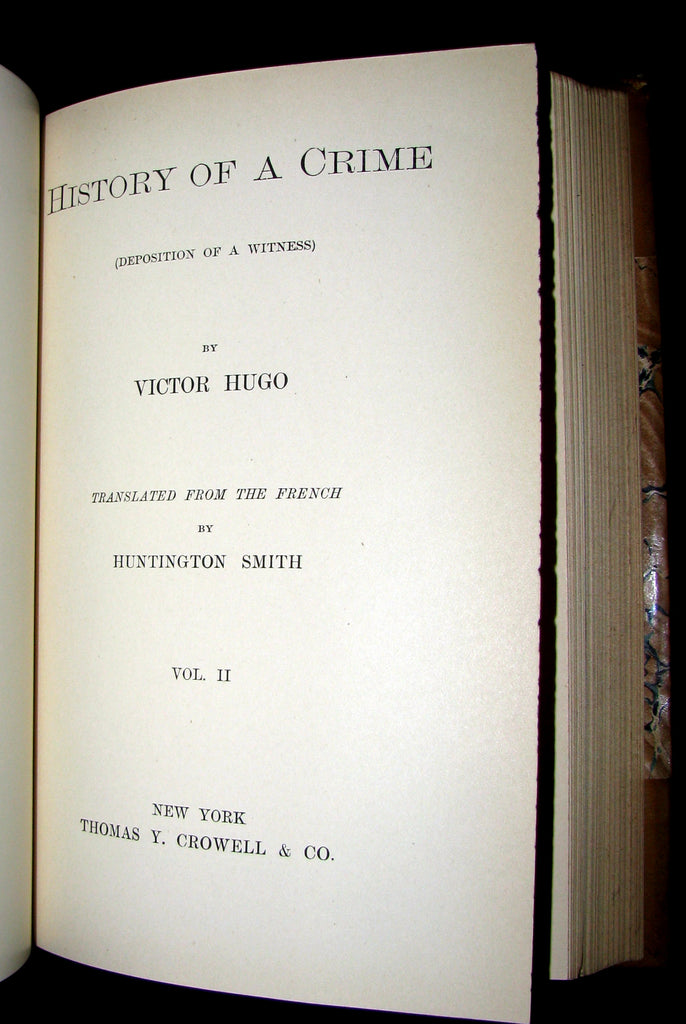 HISTORY OF A CRIME
(DEPOSITION OF A WITNESS)
BY
VICTOR HUGO
TRANSLATED FROM THE FRENCH
BY
HUNTINGTON SMITH
VOL. II
NEW YORK
THOMAS Y. CROWELL & CO.